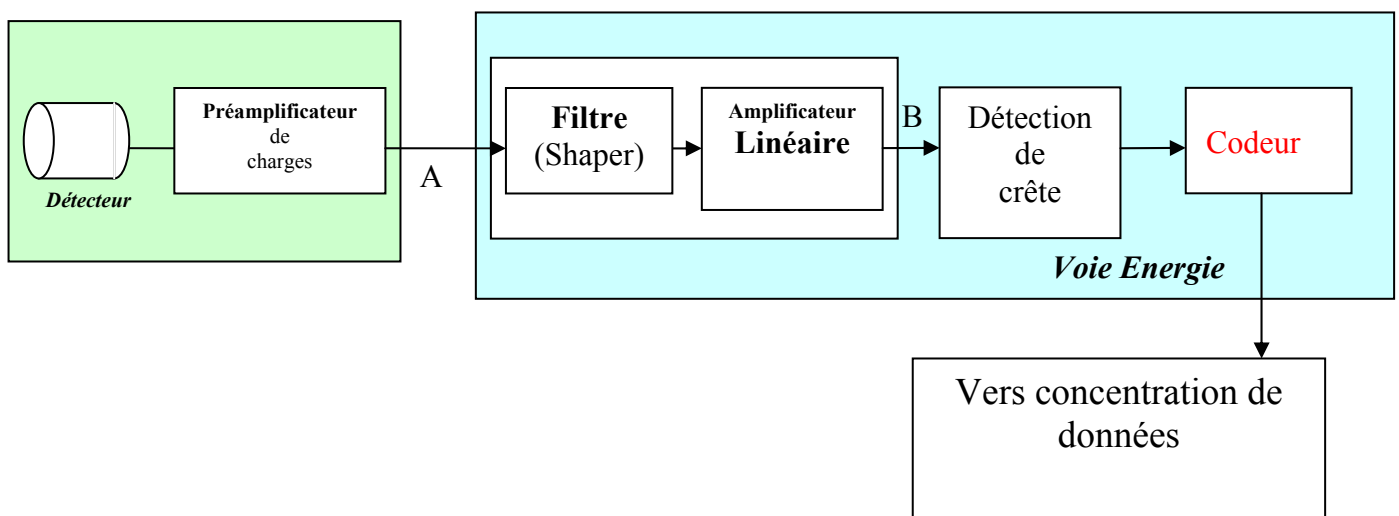 Détecteur
Préamplificateur
de
charges
A
Filtre
(Shaper)
Amplificateur
Linéaire
B
Détection
de
crête
Codeur
Voie Energie
Vers concentration de
données